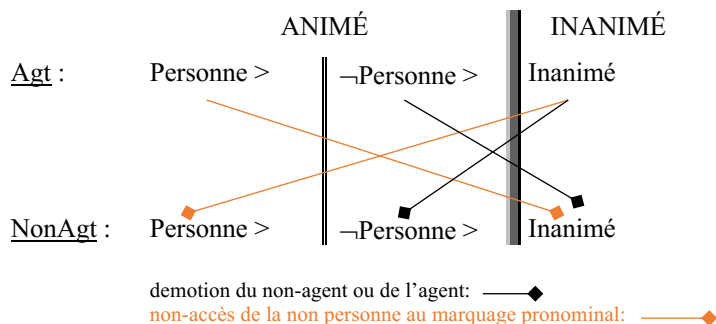 ANIMÉ INANIMÉ
Agt : Personne > ¬Personne > Inanimé
NonAgt : Personne > ¬Personne > Inanimé
demotion du non-agent ou de l’agent:
non-accès de la non personne au marquage pronominal: